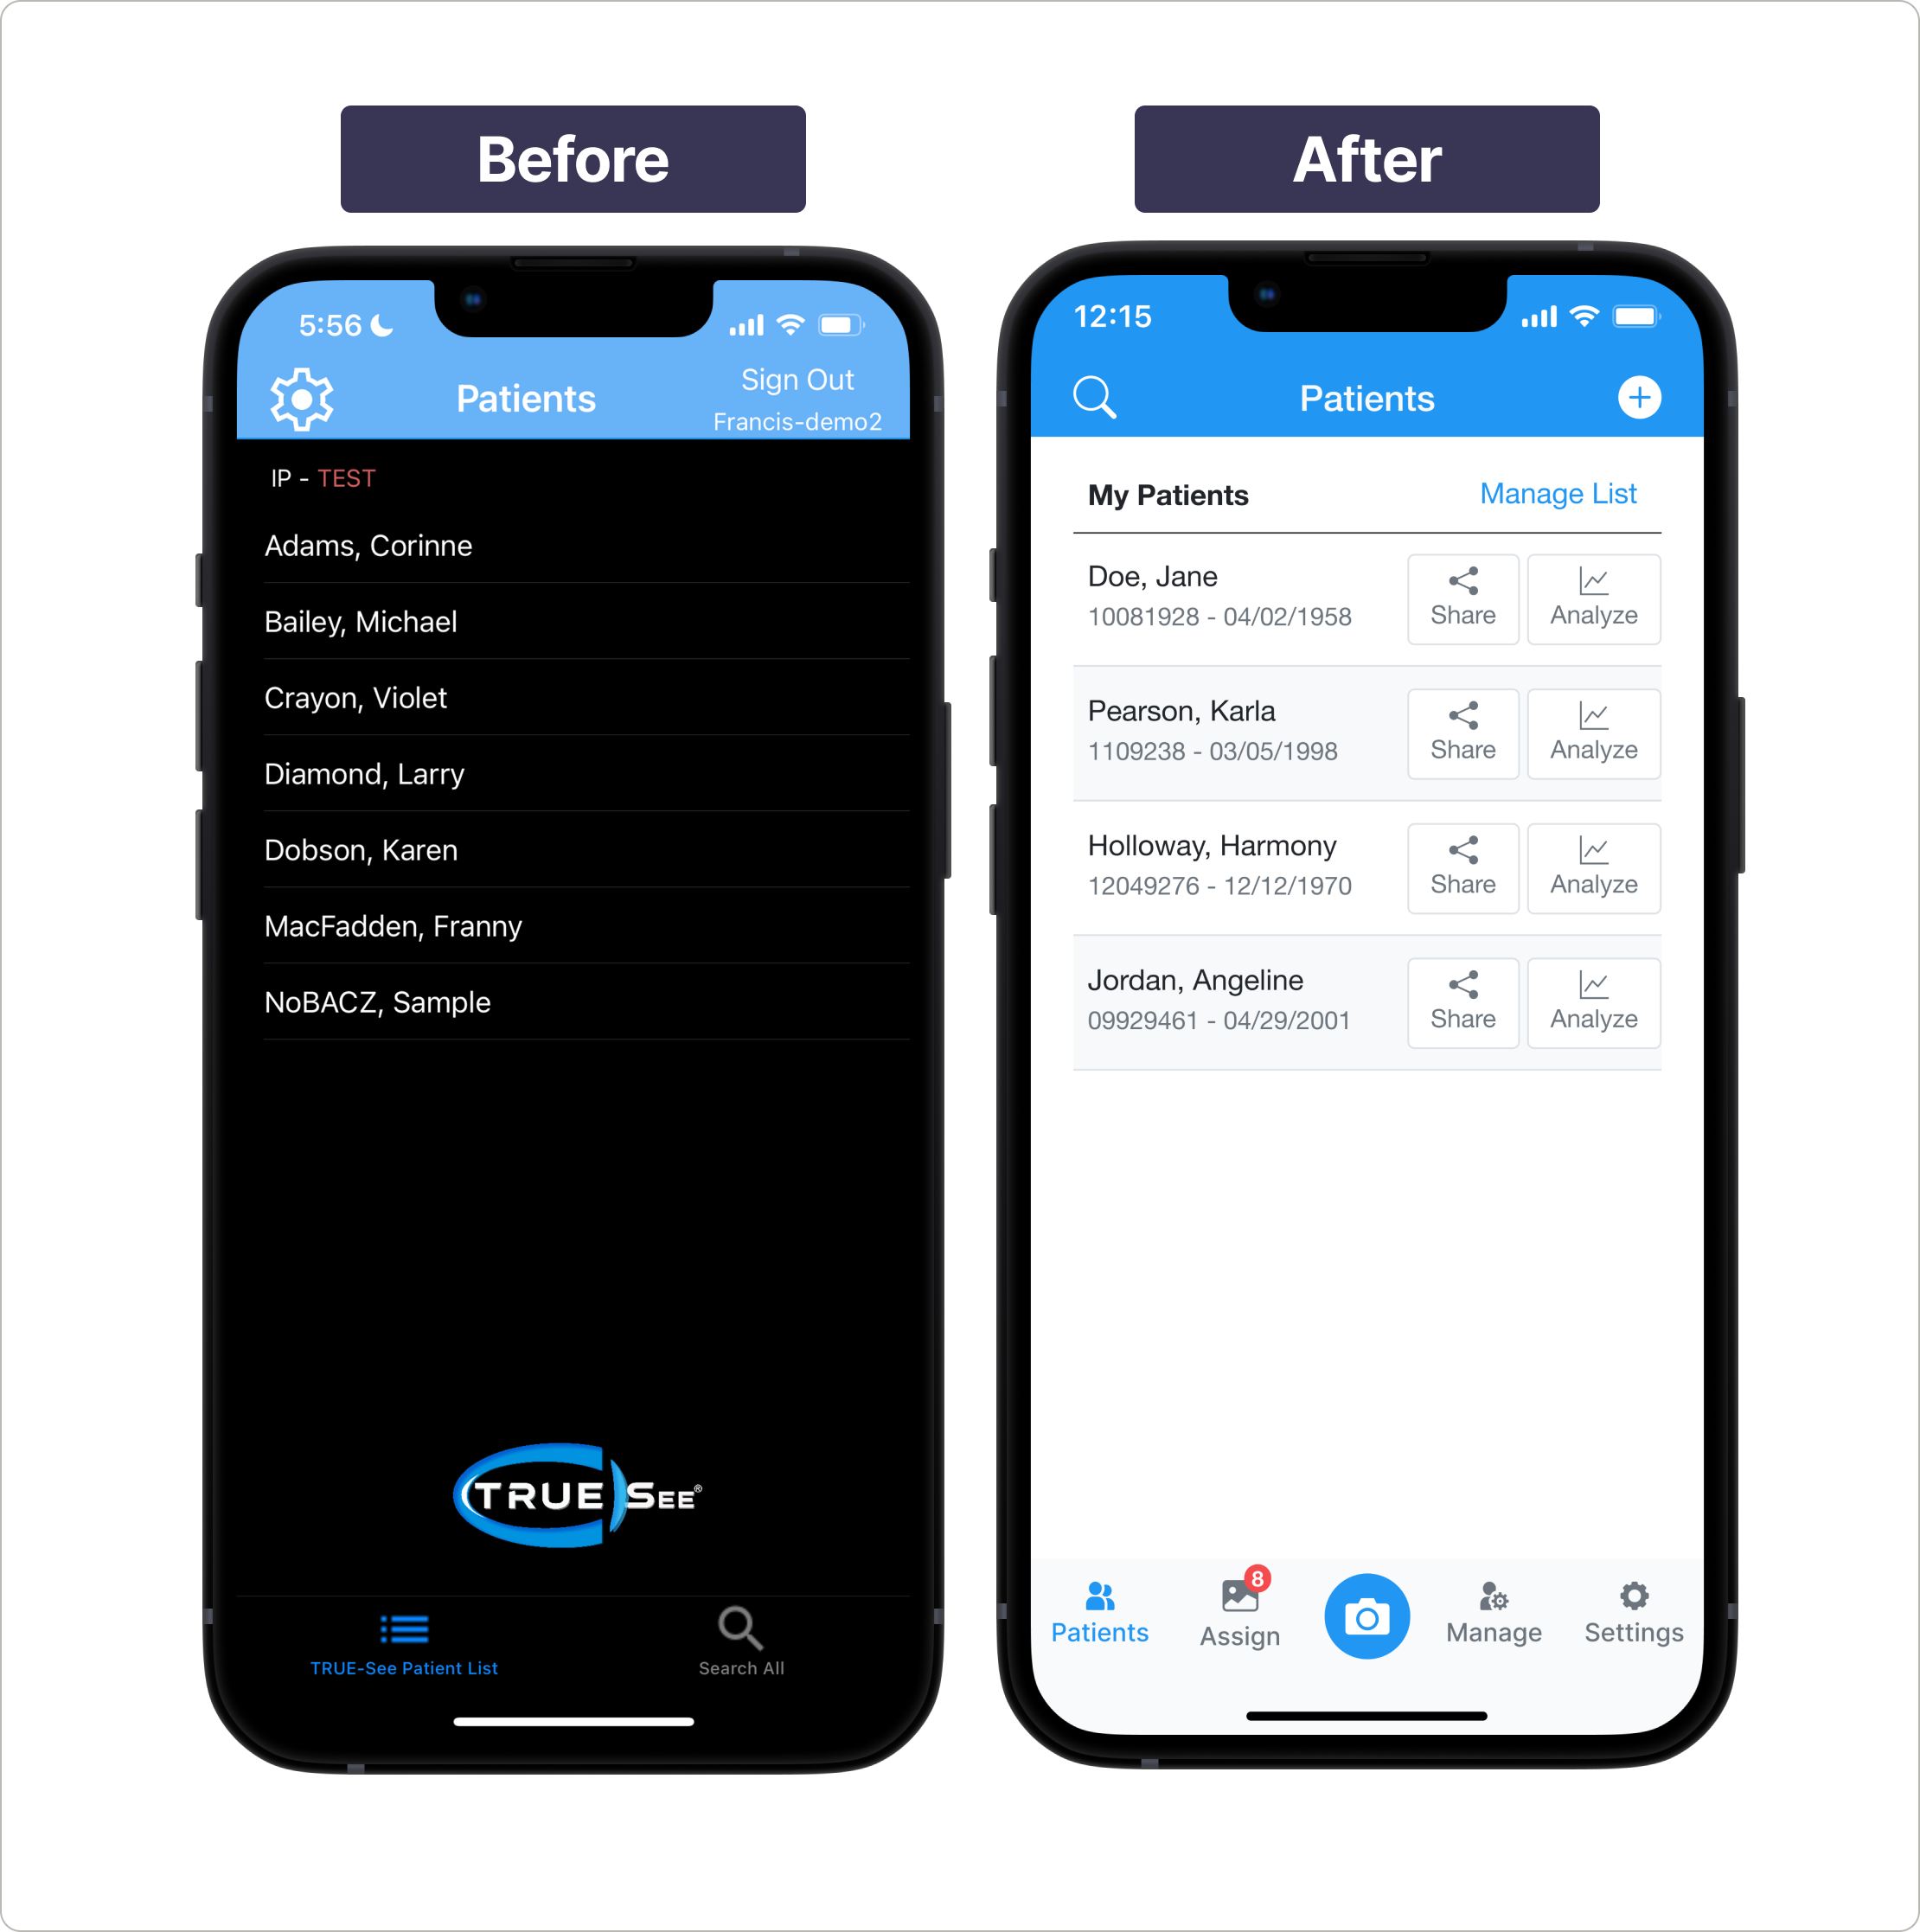 Before
After
5:56
Patients
Sign Out
Francis-demo2
IP - TEST
Adams, Corinne
Bailey, Michael
Crayon, Violet
Diamond, Larry
Dobson, Karen
MacFadden, Franny
NoBACZ, Sample
TRUE SEE®
TRUE-See Patient List
Search All
12:15
Patients
My Patients
Manage List
Doe, Jane
10081928 - 04/02/1958
Share
Analyze
Pearson, Karla
1109238 - 03/05/1998
Share
Analyze
Holloway, Harmony
12049276 - 12/12/1970
Share
Analyze
Jordan, Angeline
09929461 - 04/29/2001
Share
Analyze
8
Patients
Assign
Manage
Settings